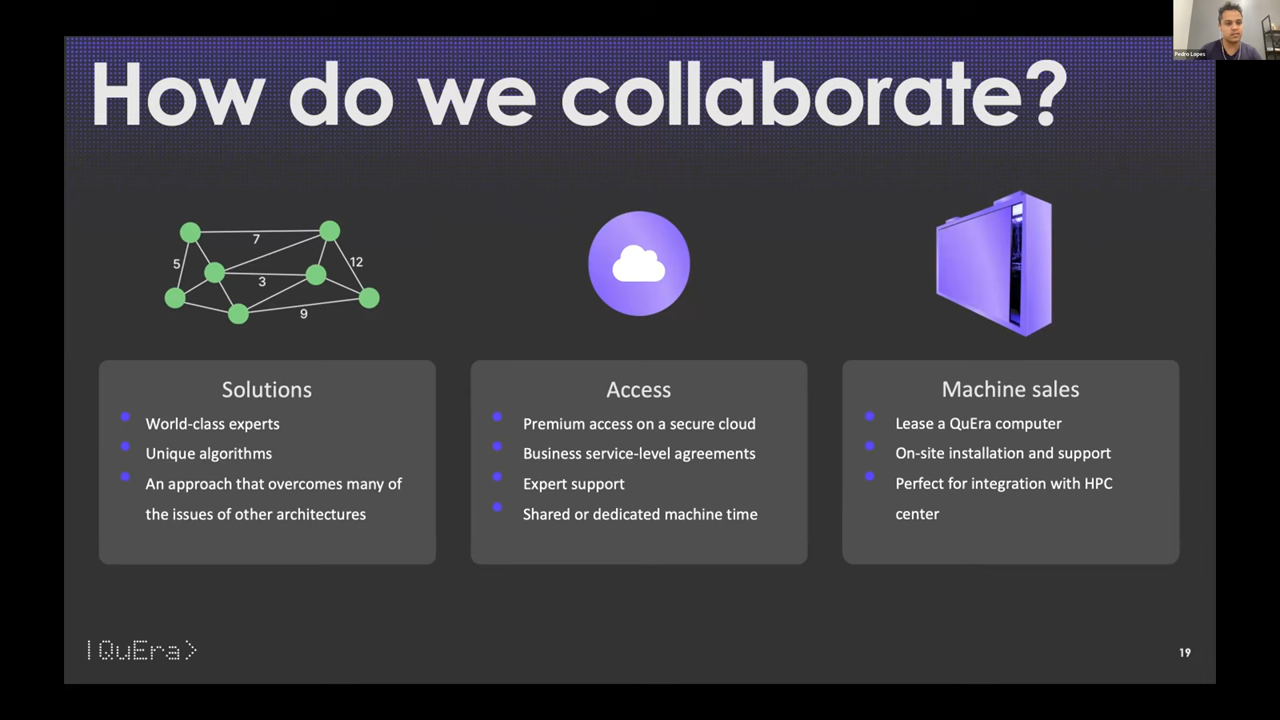 Pedro Lopes
How do we collaborate?
7
5
12
3
9
Solutions
World-class experts
Unique algorithms
An approach that overcomes many of
the issues of other architectures
Access
Premium access on a secure cloud
Business service-level agreements
Expert support
Shared or dedicated machine time
Machine sales
Lease a QuEra computer
On-site installation and support
Perfect for integration with HPC
center
|QuEra>
19